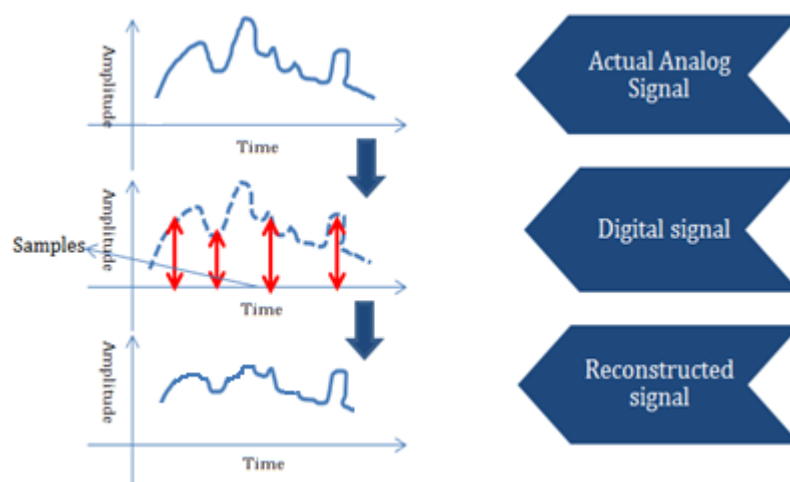 Amplitude
Time
Actual Analog
Signal
Amplitude
Samples
Time
Digital signal
Amplitude
Time
Reconstructed
signal